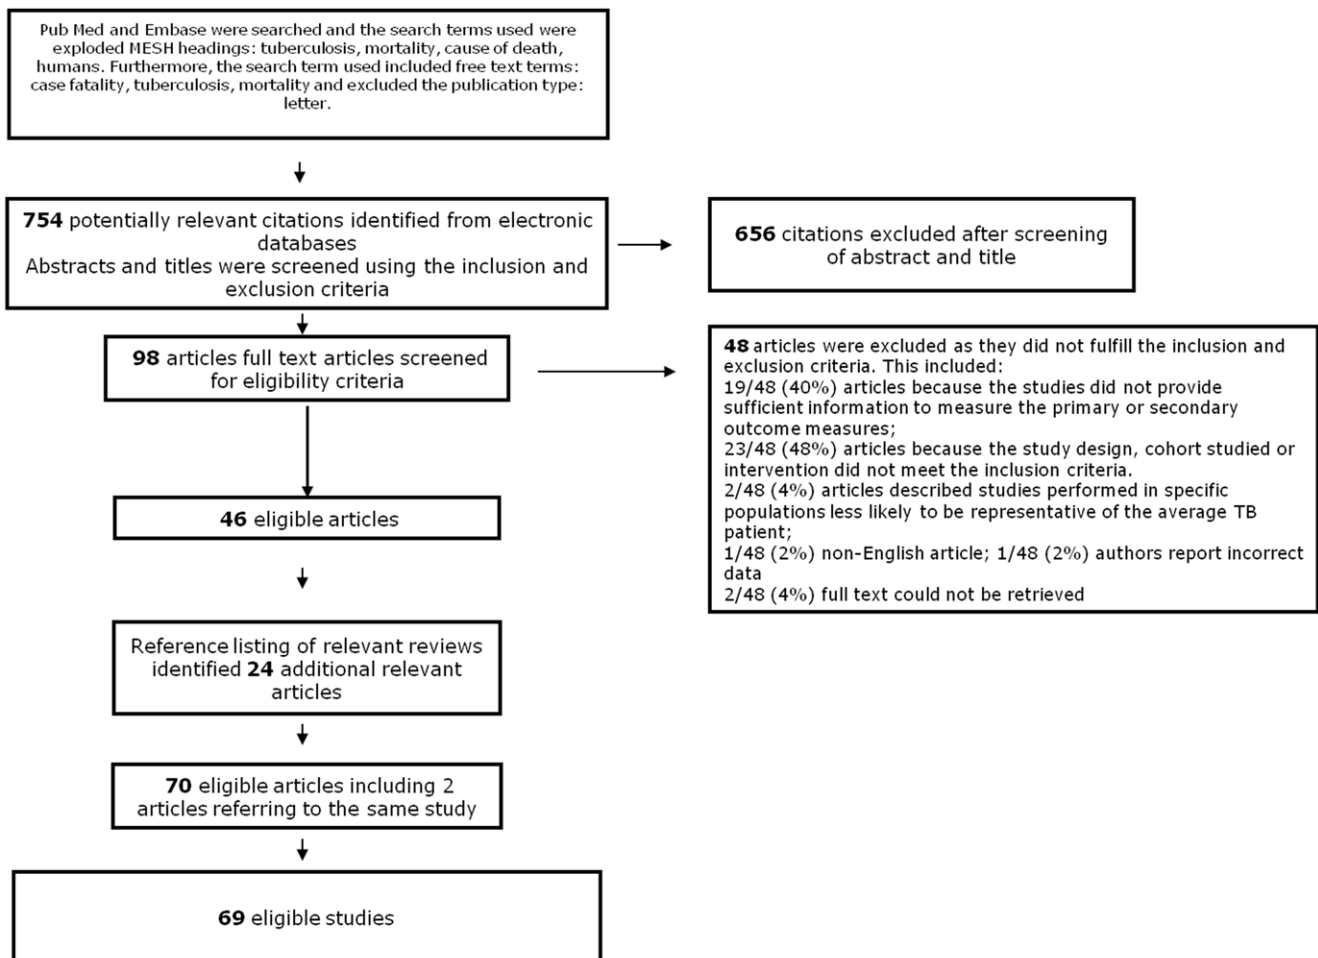 Pub Med and Embase were searched and the search terms used were
exploded MESH headings: tuberculosis, mortality, cause of death,
humans. Furthermore, the search term used included free text terms:
case fatality, tuberculosis, mortality and excluded the publication type:
letter.
754 potentially relevant citations identified from electronic
databases
Abstracts and titles were screened using the inclusion and
exclusion criteria
656 citations excluded after screening
of abstract and title
98 articles full text articles screened
for eligibility criteria
48 articles were excluded as they did not fulfill the inclusion and
exclusion criteria. This included:
19/48 (40%) articles because the studies did not provide
sufficient information to measure the primary or secondary
outcome measures;
23/48 (48%) articles because the study design, cohort studied or
intervention did not meet the inclusion criteria.
2/48 (4%) articles described studies performed in specific
populations less likely to be representative of the average TB
patient;
1/48 (2%) non-English article; 1/48 (2%) authors report incorrect
data
2/48 (4%) full text could not be retrieved
46 eligible articles
Reference listing of relevant reviews
identified 24 additional relevant
articles
70 eligible articles including 2
articles referring to the same study
69 eligible studies